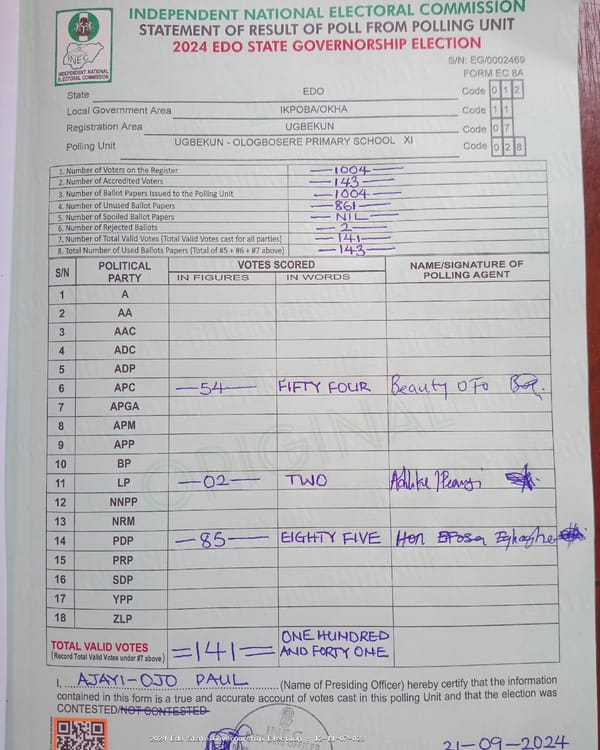 INDEPENDENT NATIONAL ELECTORAL COMMISSION
STATEMENT OF RESULT OF POLL FROM POLLING UNIT
2024 EDO STATE GOVERNORSHIP ELECTION
INEC
INDEPENDENT NATIONAL ELECTORAL COMMISSION
S/N: EG/0002469
FORM EC 8A
State EDO Code 0 1 2
Local Government Area IKPOBA/OKHA Code 1 1
Registration Area UGBEKUN Code 0 7
Polling Unit UGBEKUN - OLOGBOSERE PRIMARY SCHOOL XI Code 0 2 8
1. Number of Voters on the Register 1004
2. Number of Accredited Voters 143
3. Number of Ballot Papers Issued to the Polling Unit 1004
4. Number of Unused Ballot Papers 861
5. Number of Spoiled Ballot Papers NIL
6. Number of Rejected Ballots 2
7. Number of Total Valid Votes (Total Valid Votes cast for all parties) 141
8. Total Number of Used Ballots Papers (Total of #5 + #6 + #7 above) 143
S/N POLITICAL PARTY VOTES SCORED NAME/SIGNATURE OF POLLING AGENT
IN FIGURES IN WORDS
1 A
2 AA
3 AAC
4 ADC
5 ADP
6 APC 54 FIFTY FOUR Beauty OFo
7 APGA
8 APM
9 APP
10 BP
11 LP 02 TWO
12 NNPP
13 NRM
14 PDP 85 EIGHTY FIVE Hon Efosa
15 PRP
16 SDP
17 YPP
18 ZLP
ORIGINAL
TOTAL VALID VOTES =141= ONE HUNDRED
(Record Total Valid Votes under #7 above) AND FORTY ONE
I, AJAYI-OJO PAUL (Name of Presiding Officer) hereby certify that the information
contained in this form is a true and accurate account of votes cast in this polling Unit and that the election was
CONTESTED/NOT CONTESTED
INEC
2024 Edo State Governorship Election - 12-11-07-028
21-09-2024